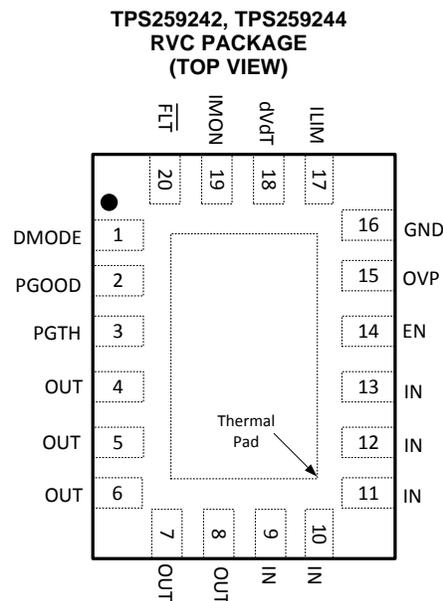 TPS259242, TPS259244
RVC PACKAGE
(TOP VIEW)
FLT
IMON
dVdT
ILIM
20
19
18
17
DMODE 1
16 GND
PGOOD 2
15 OVP
PGTH 3
14 EN
OUT 4
13 IN
OUT 5
12 IN
OUT 6
11 IN
Thermal
Pad
7
8
9
10
OUT
OUT
IN
IN